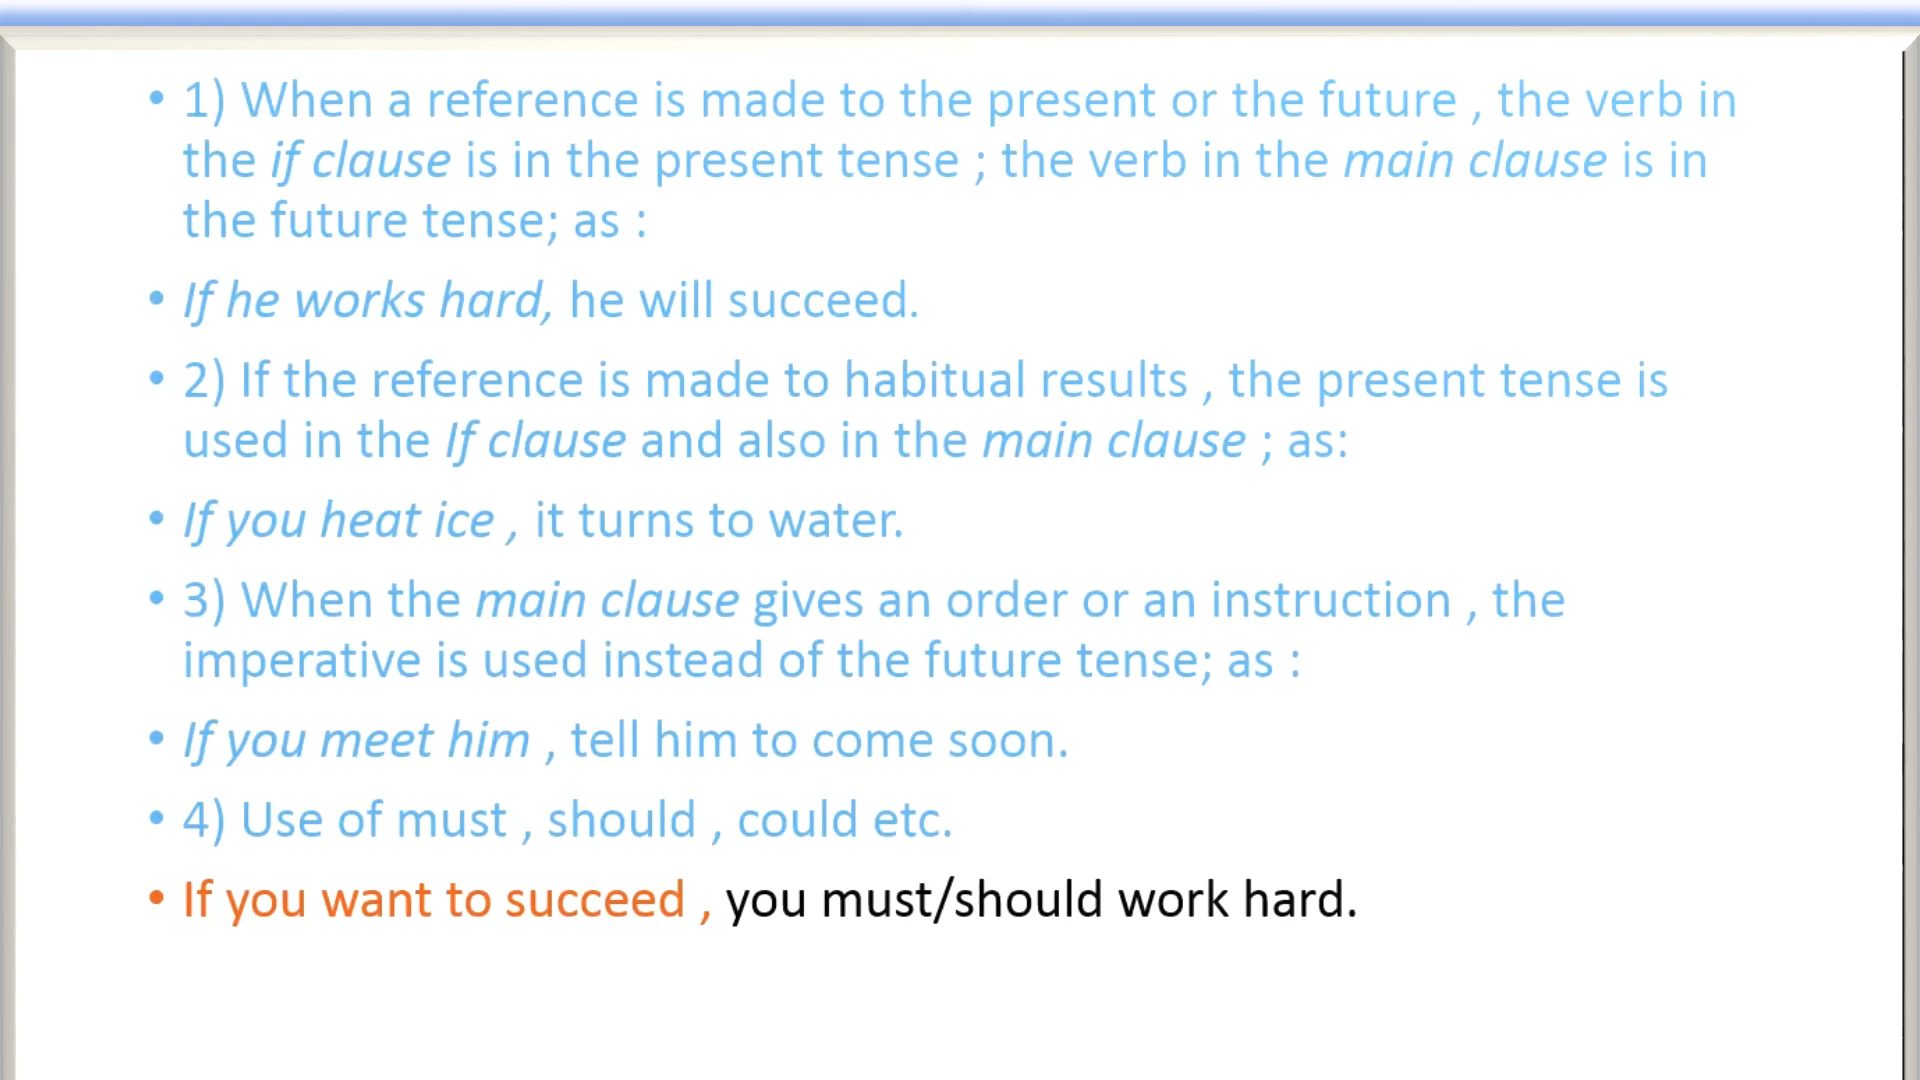 • 1) When a reference is made to the present or the future , the verb in
the if clause is in the present tense ; the verb in the main clause is in
the future tense; as :
• If he works hard, he will succeed.
• 2) If the reference is made to habitual results , the present tense is
used in the If clause and also in the main clause ; as:
• If you heat ice , it turns to water.
• 3) When the main clause gives an order or an instruction , the
imperative is used instead of the future tense; as :
• If you meet him , tell him to come soon.
• 4) Use of must , should , could etc.
• If you want to succeed , you must/should work hard.